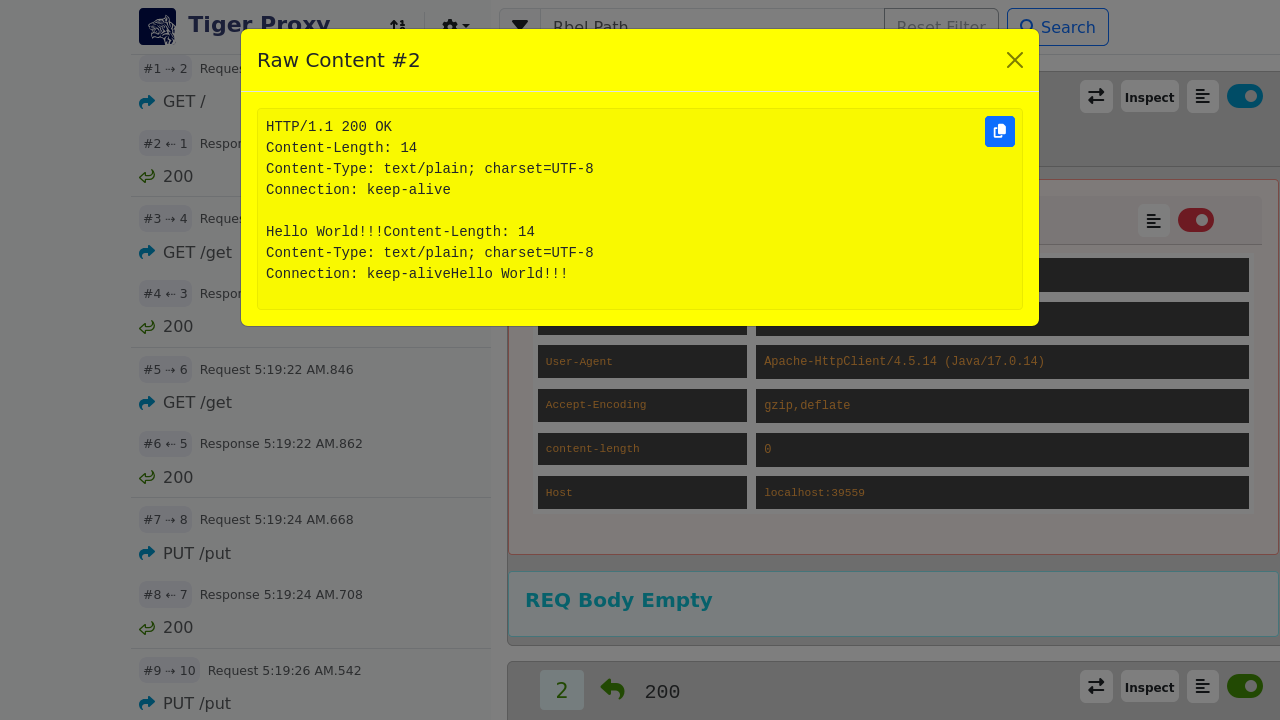 Tiger Proxy
Rbel Path
Reset Filter
Search
Raw Content #2
HTTP/1.1 200 OK
Content-Length: 14
Content-Type: text/plain; charset=UTF-8
Connection: keep-alive
Hello World!!!Content-Length: 14
Content-Type: text/plain; charset=UTF-8
Connection: keep-aliveHello World!!!
#1 ⇢ 2
GET /
#2 ⇠ 1
200
#3 ⇢ 4
GET /get
#4 ⇠ 3
200
#5 ⇢ 6 Request 5:19:22 AM.846
GET /get
#6 ⇠ 5 Response 5:19:22 AM.862
200
#7 ⇢ 8 Request 5:19:24 AM.668
PUT /put
#8 ⇠ 7 Response 5:19:24 AM.708
200
#9 ⇢ 10 Request 5:19:26 AM.542
PUT /put
Inspect
User-Agent Apache-HttpClient/4.5.14 (Java/17.0.14)
Accept-Encoding gzip,deflate
content-length 0
Host localhost:39559
REQ Body Empty
2 200 Inspect